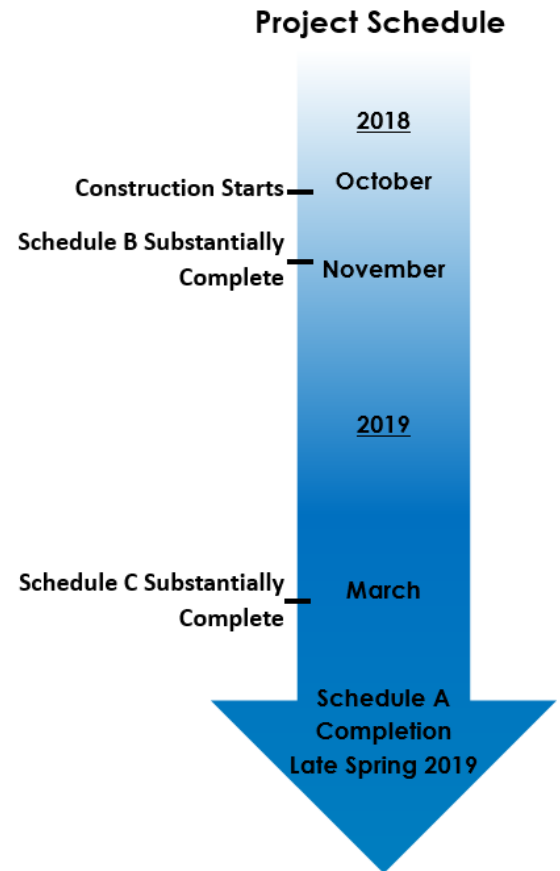 Project Schedule
2018
Construction Starts
October
Schedule B Substantially
Complete
November
2019
Schedule C Substantially
Complete
March
Schedule A
Completion
Late Spring 2019